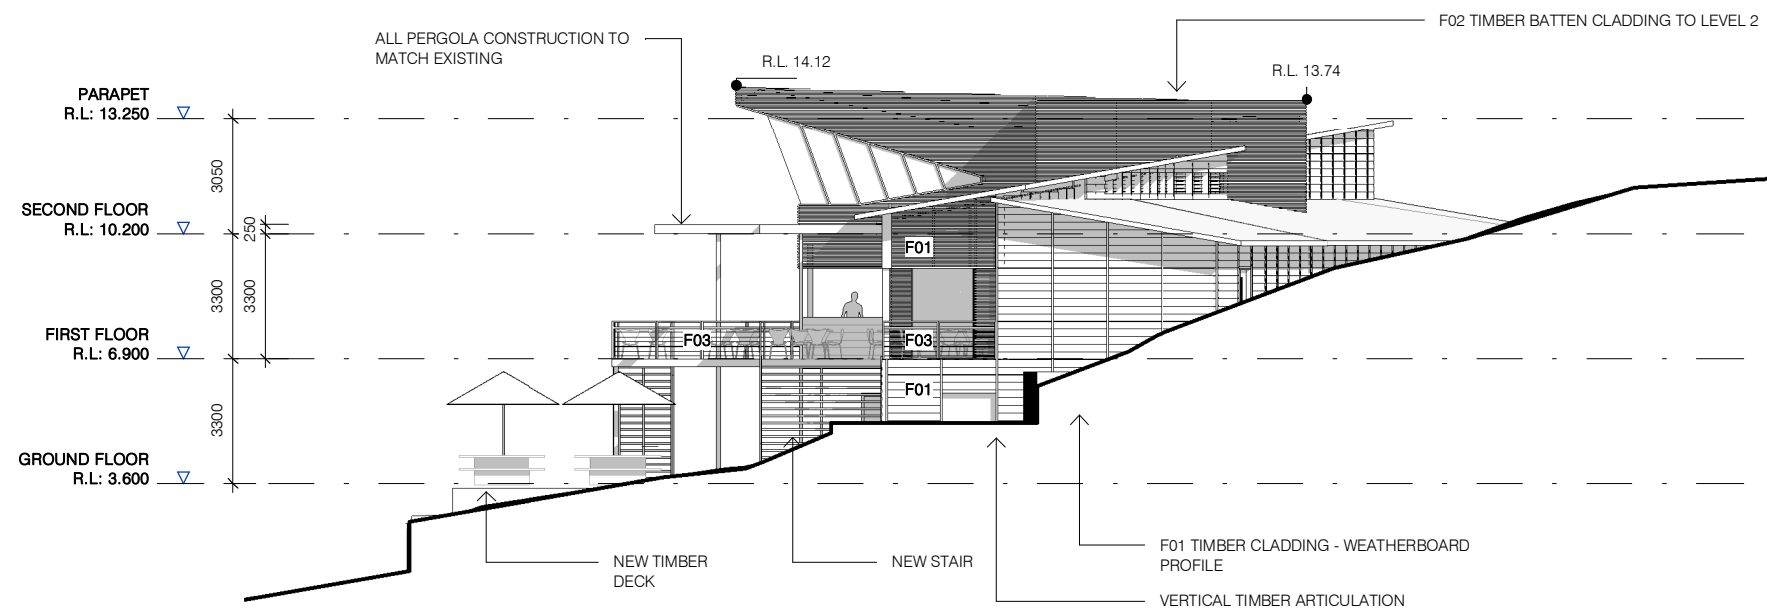 F02 TIMBER BATTEN CLADDING TO LEVEL 2
ALL PERGOLA CONSTRUCTION TO
MATCH EXISTING
R.L. 14.12
R.L. 13.74
PARAPET
R.L: 13.250
3050
SECOND FLOOR
R.L: 10.200
250
F01
3300
3300
FIRST FLOOR
R.L: 6.900
F03
F03
F01
3300
GROUND FLOOR
R.L: 3.600
NEW TIMBER
DECK
NEW STAIR
F01 TIMBER CLADDING - WEATHERBOARD
PROFILE
VERTICAL TIMBER ARTICULATION